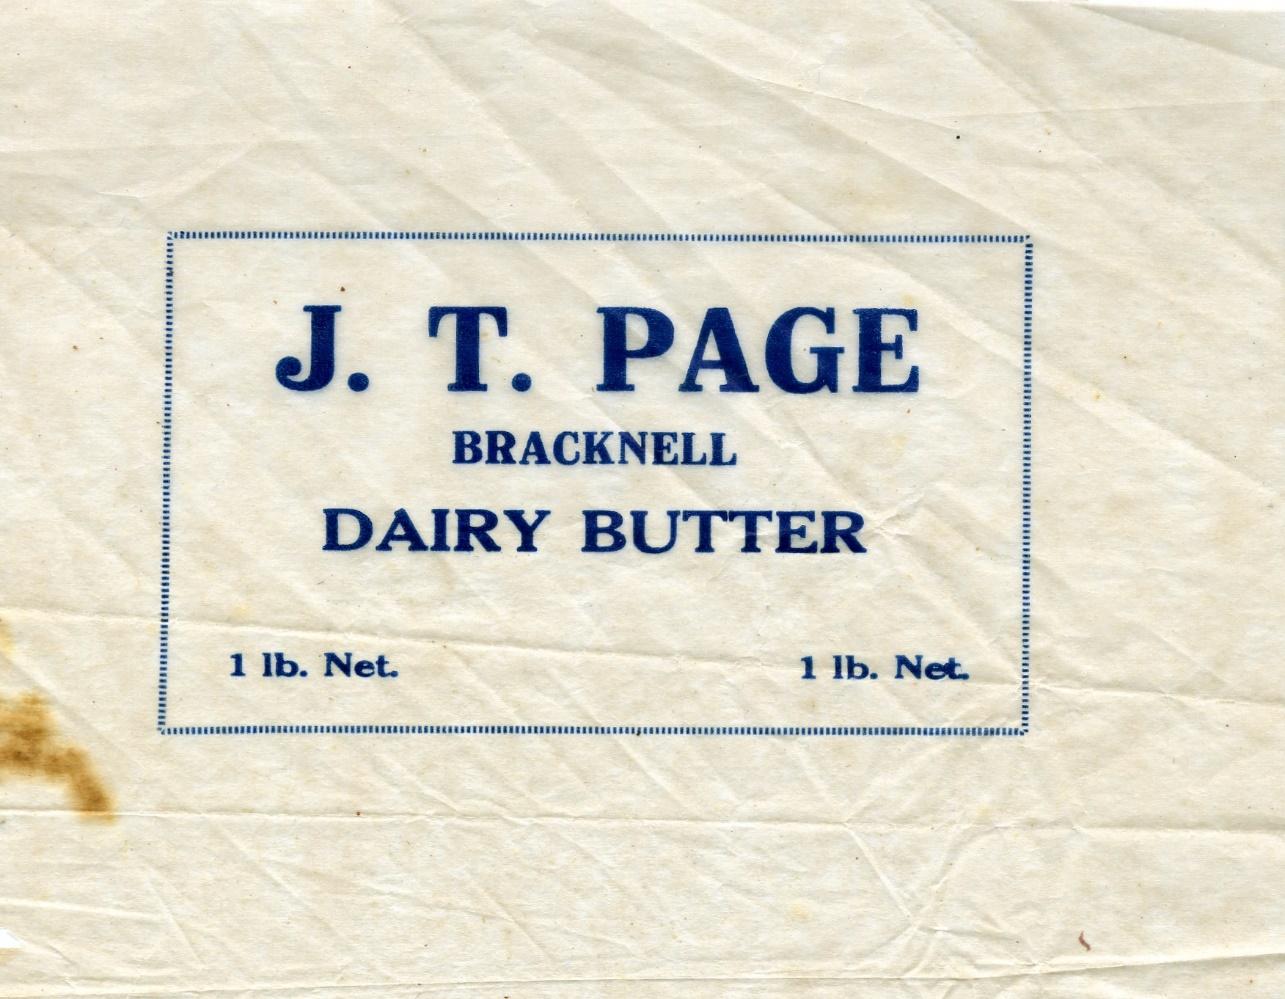 J. T. PAGE
BRACKNELL
DAIRY BUTTER
1 lb. Net. 1 lb. Net.